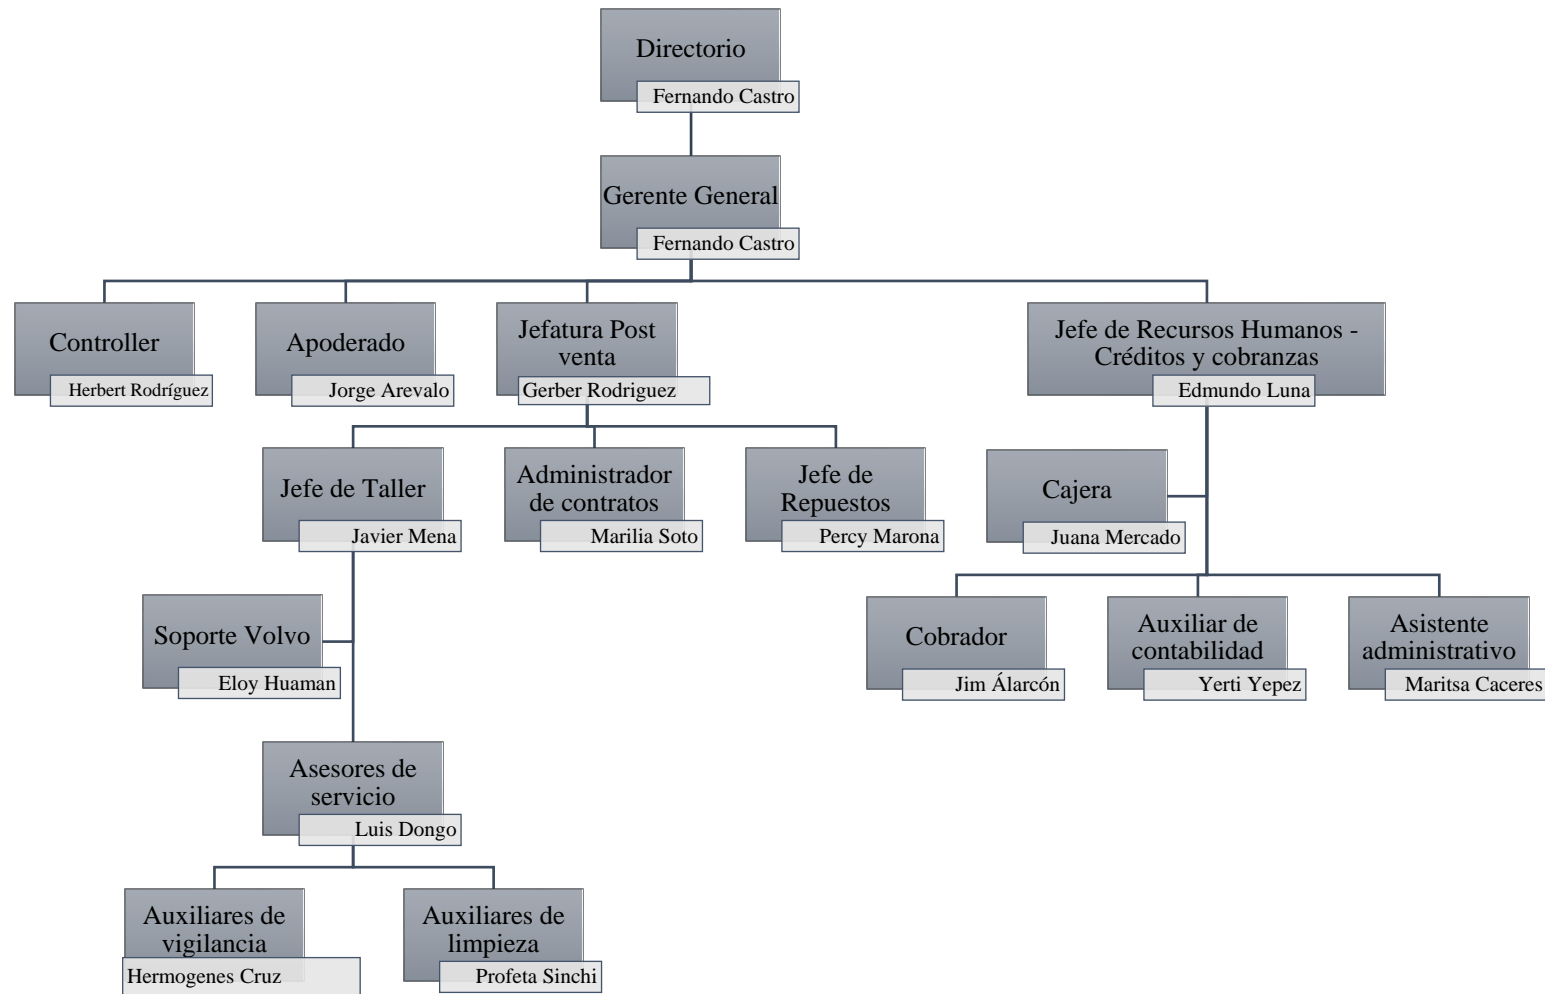 Directorio
Fernando Castro
Gerente General
Fernando Castro
Controller
Herbert Rodríguez
Apoderado
Jorge Arevalo
Jefatura Post
venta
Gerber Rodriguez
Jefe de Recursos Humanos -
Créditos y cobranzas
Edmundo Luna
Jefe de Taller
Javier Mena
Administrador
de contratos
Marilia Soto
Jefe de
Repuestos
Percy Marona
Cajera
Juana Mercado
Soporte Volvo
Eloy Huaman
Cobrador
Jim Álarcón
Auxiliar de
contabilidad
Yerti Yepez
Asistente
administrativo
Maritsa Caceres
Asesores de
servicio
Luis Dongo
Auxiliares de
vigilancia
Hermogenes Cruz
Auxiliares de
limpieza
Profeta Sinchi